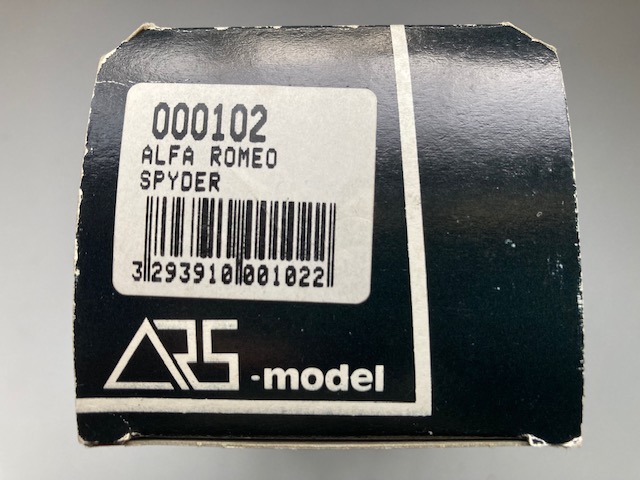 000102
ALFA ROMEO
SPYDER
3 293910 001022
ARS -model